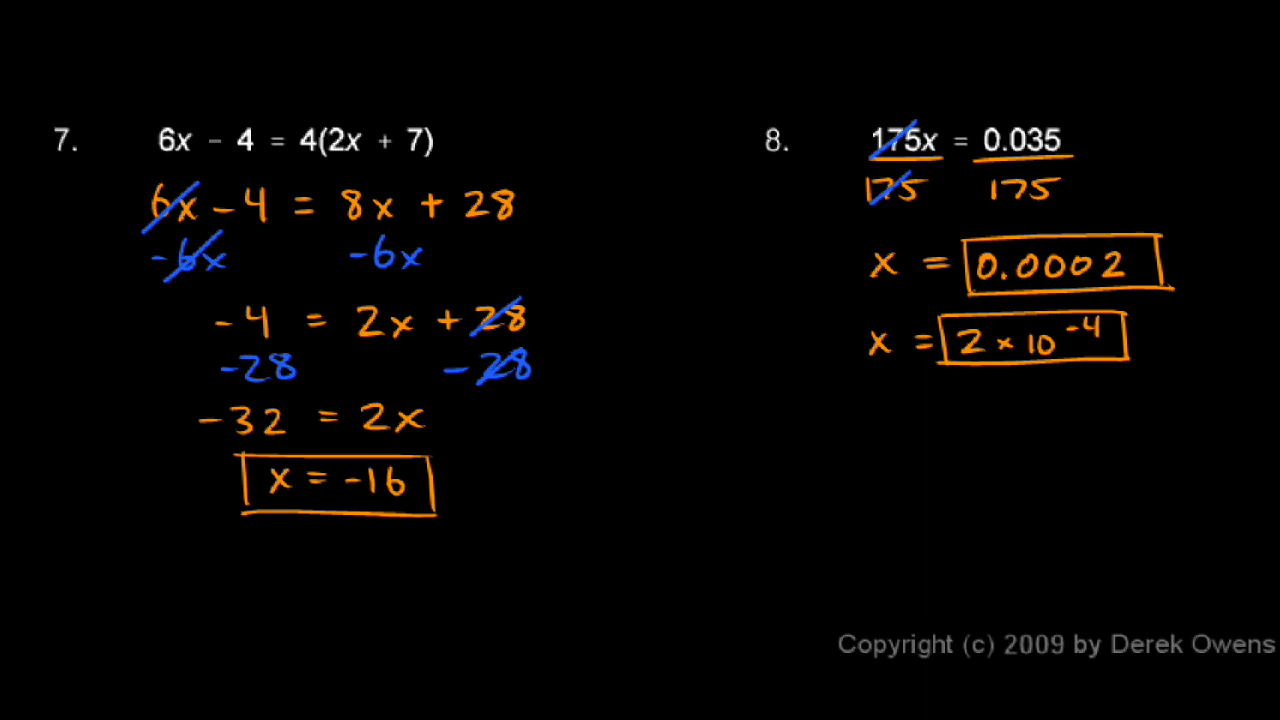 7. 6x − 4 = 4(2x + 7)
6x - 4 = 8x + 28
-6x -6x
-4 = 2x + 28
-28 -28
-32 = 2x
x = -16
8. 175x = 0.035
175 175
x = 0.0002
x = 2 × 10⁻⁴
Copyright (c) 2009 by Derek Owens